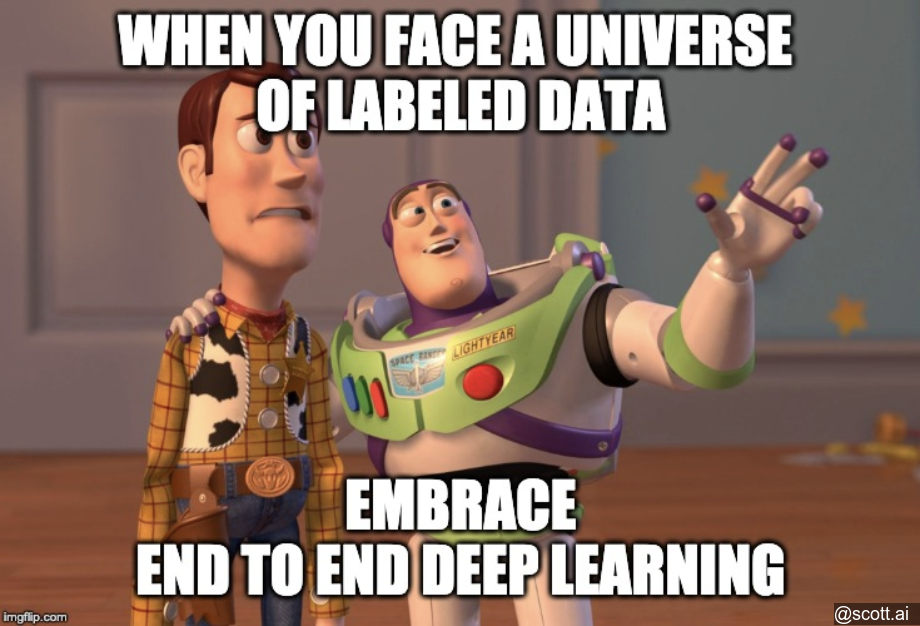 WHEN YOU FACE A UNIVERSE
OF LABELED DATA
SPACE RANGER
LIGHTYEAR
EMBRACE
END TO END DEEP LEARNING
imgflip.com
@scott.ai